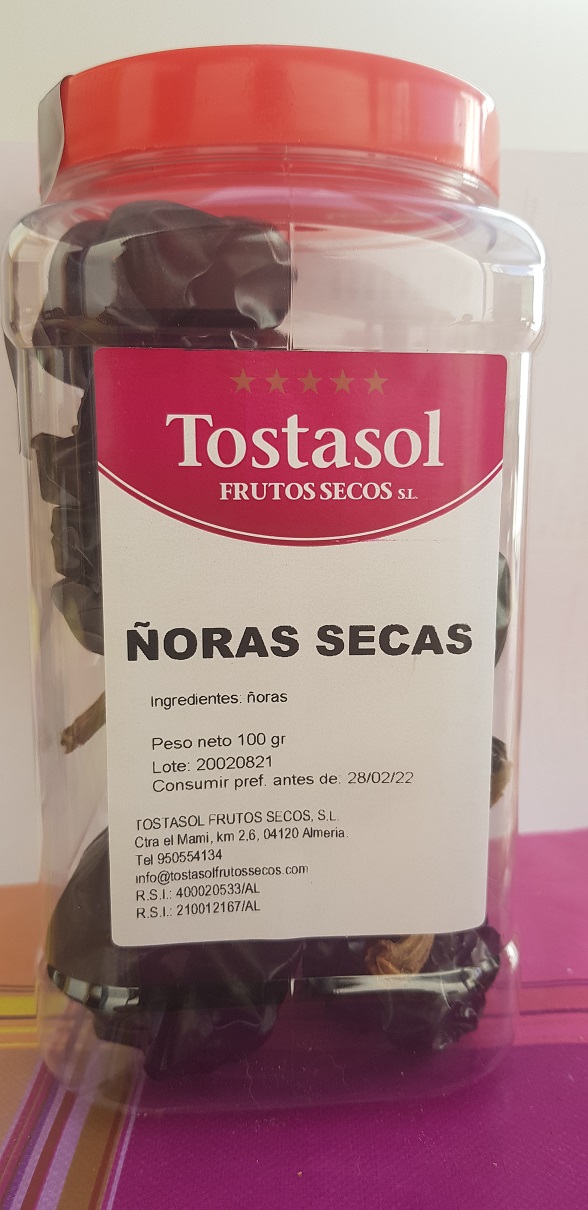 Tostasol
FRUTOS SECOS S.L.
ÑORAS SECAS
Ingredientes: ñoras
Peso neto 100 gr
Lote: 20020821
Consumir pref. antes de: 28/02/22
TOSTASOL FRUTOS SECOS, S.L.
Ctra el Mami, km 2,6, 04120 Almeria.
Tel 950554134
info@tostasolfrutossecos.com
R.S.I.: 400020533/AL
R.S.I.: 210012167/AL